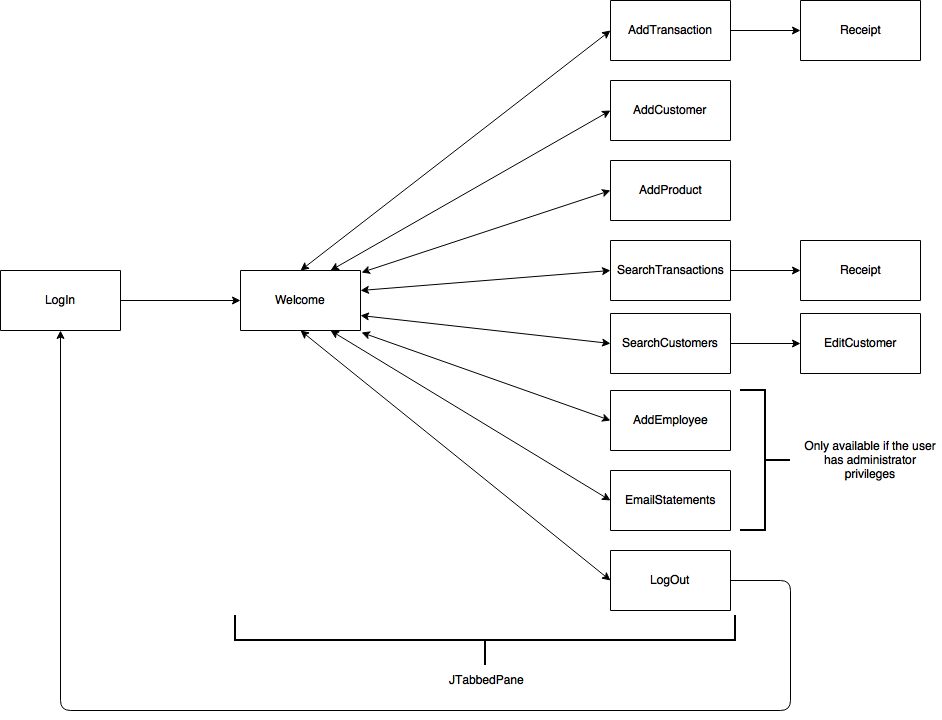 AddTransaction
Receipt
AddCustomer
AddProduct
SearchTransactions
Receipt
LogIn
Welcome
SearchCustomers
EditCustomer
AddEmployee
Only available if the user
has administrator
privileges
EmailStatements
LogOut
JTabbedPane